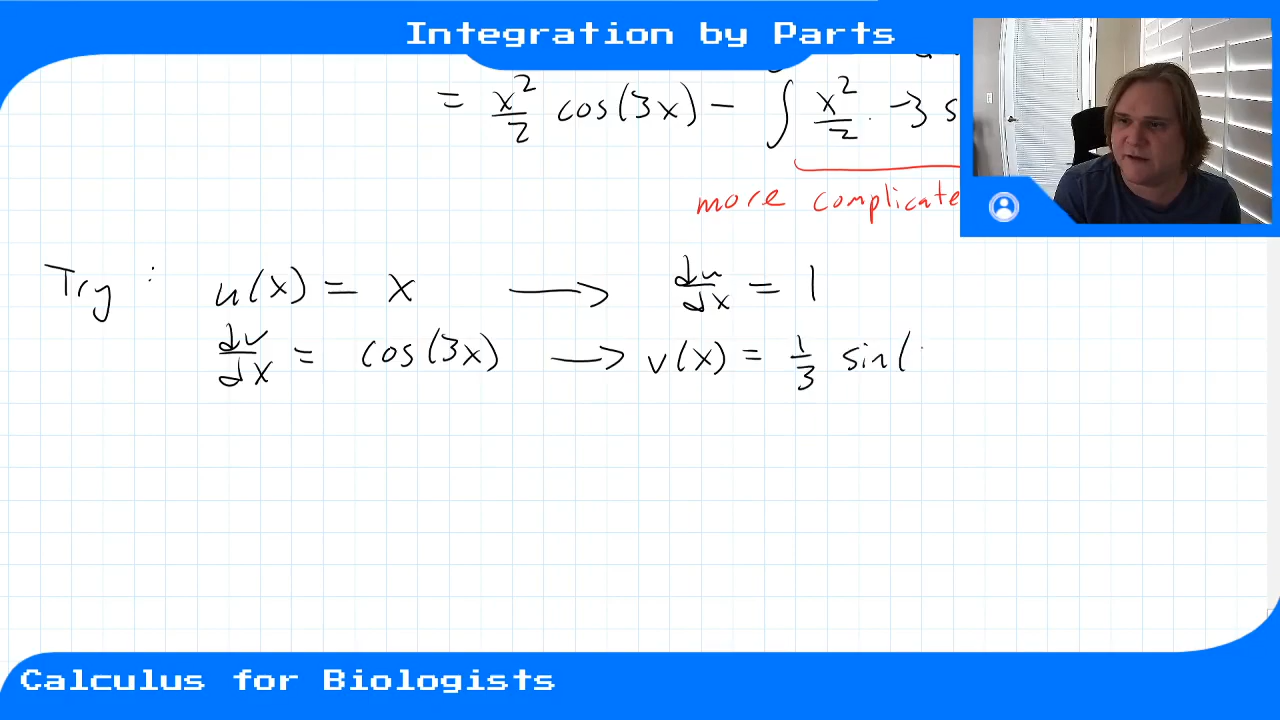 Integration by Parts
= x²/2 cos(3x) - ∫ x²/2 · -3 s
more complicate
Try : u(x) = x → du/dx = 1
dv/dx = cos(3x) → v(x) = 1/3 sin(
Calculus for Biologists